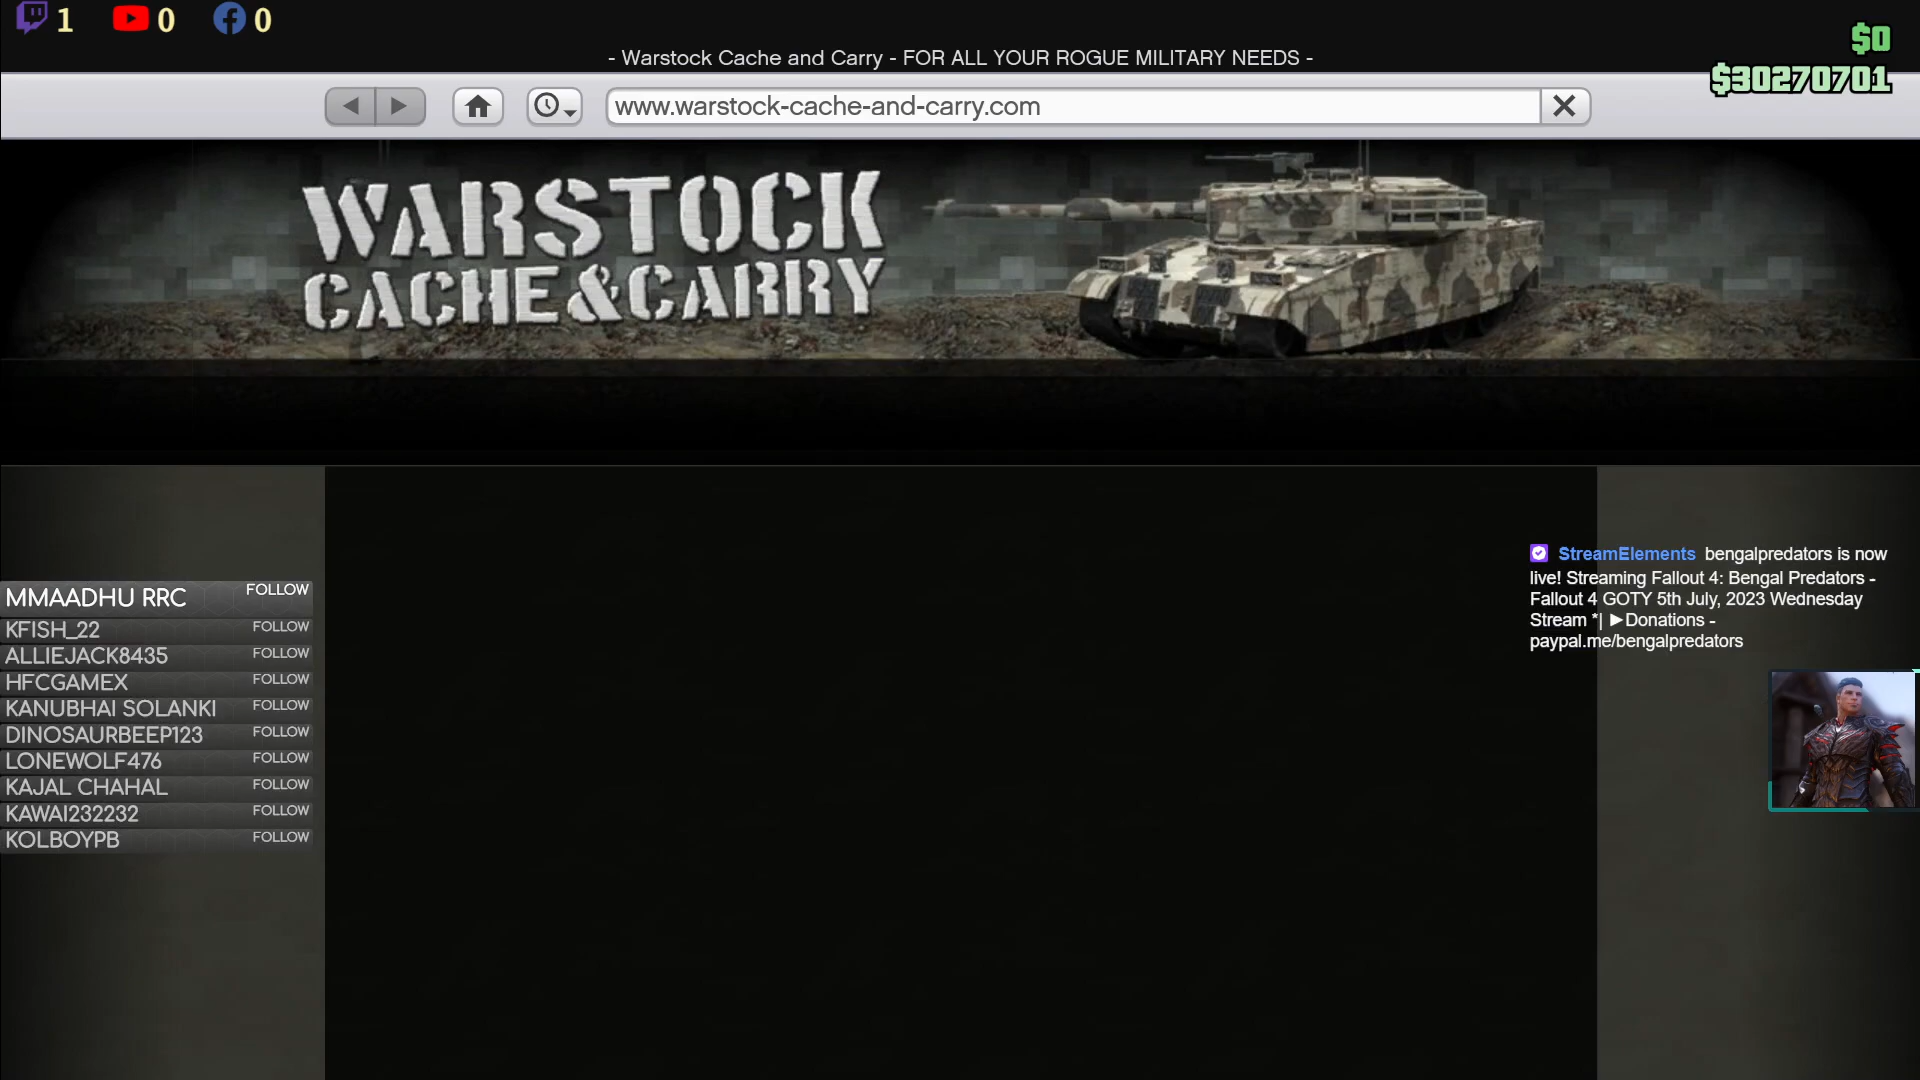 1 0 0
$0
- Warstock Cache and Carry - FOR ALL YOUR ROGUE MILITARY NEEDS -
$30270701
www.warstock-cache-and-carry.com
WARSTOCK
CACHE&CARRY
StreamElements bengalpredators is now
live! Streaming Fallout 4: Bengal Predators -
Fallout 4 GOTY 5th July, 2023 Wednesday
Stream *| ►Donations -
paypal.me/bengalpredators
MMAADHU RRC FOLLOW
KFISH_22 FOLLOW
ALLIEJACK8435 FOLLOW
HFCGAMEX FOLLOW
KANUBHAI SOLANKI FOLLOW
DINOSAURBEEP123 FOLLOW
LONEWOLF476 FOLLOW
KAJAL CHAHAL FOLLOW
KAWAI232232 FOLLOW
KOLBOYPB FOLLOW